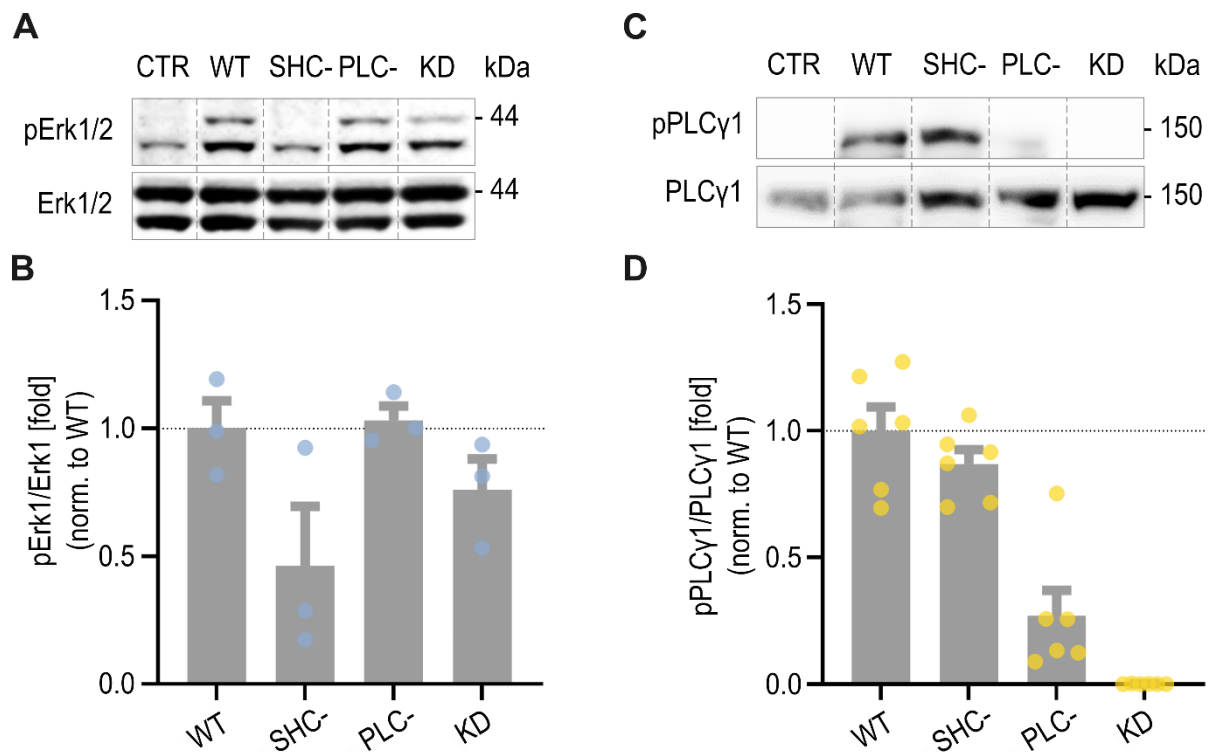 A
CTR WT SHC- PLC- KD kDa
pErk1/2
44
Erk1/2
44
B
pErk1/Erk1 [fold]
(norm. to WT)
1.5
1.0
0.5
0.0
WT SHC- PLC- KD
C
CTR WT SHC- PLC- KD kDa
pPLCγ1
150
PLCγ1
150
D
pPLCγ1/PLCγ1 [fold]
(norm. to WT)
1.5
1.0
0.5
0.0
WT SHC- PLC- KD